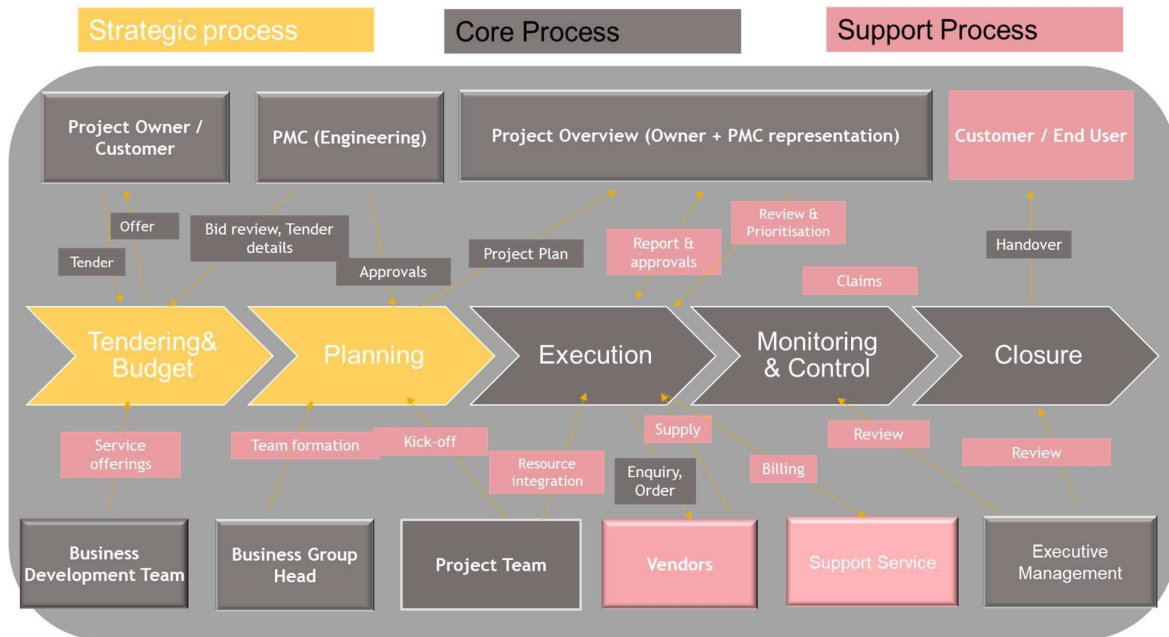 Strategic process
Core Process
Support Process
Project Owner /
Customer
PMC (Engineering)
Project Overview (Owner + PMC representation)
Customer / End User
Offer
Tender
Bid review, Tender
details
Approvals
Project Plan
Report &
approvals
Review &
Prioritisation
Claims
Handover
Tendering&
Budget
Planning
Execution
Monitoring
& Control
Closure
Service
offerings
Team formation
Kick-off
Resource
integration
Supply
Enquiry,
Order
Billing
Review
Review
Business
Development Team
Business Group
Head
Project Team
Vendors
Support Service
Executive
Management